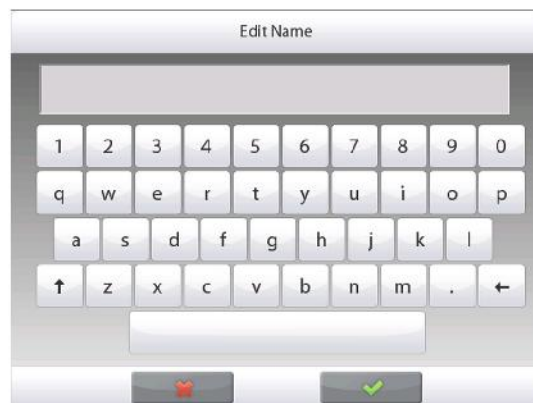 Edit Name
1 2 3 4 5 6 7 8 9 0
q w e r t y u i o p
a s d f g h j k l
↑ z x c v b n m . ←